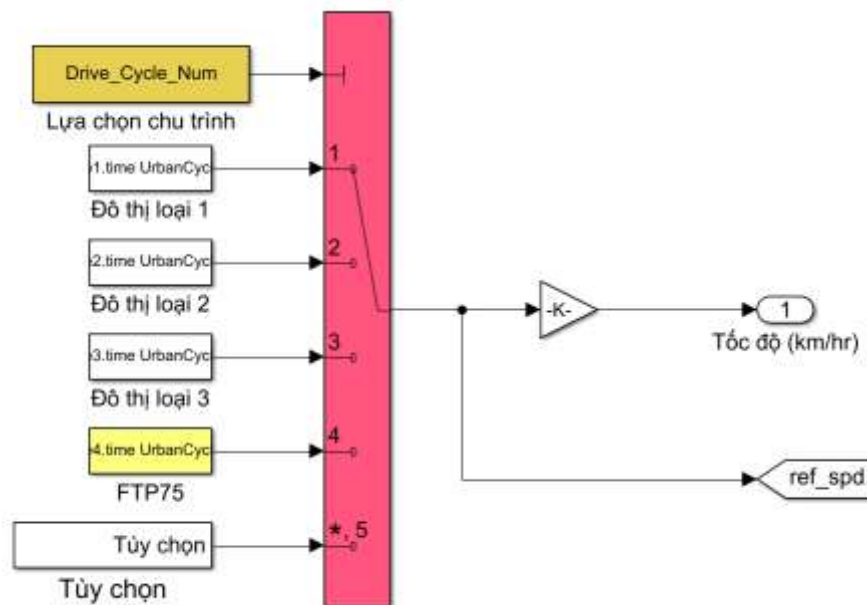 Drive_Cycle_Num
Lựa chọn chu trình
1.time UrbanCyc
Đô thị loại 1
2.time UrbanCyc
Đô thị loại 2
3.time UrbanCyc
Đô thị loại 3
4.time UrbanCyc
FTP75
Tùy chọn
Tùy chọn
1
2
3
4
*, 5
-K-
1
Tốc độ (km/hr)
ref_spd